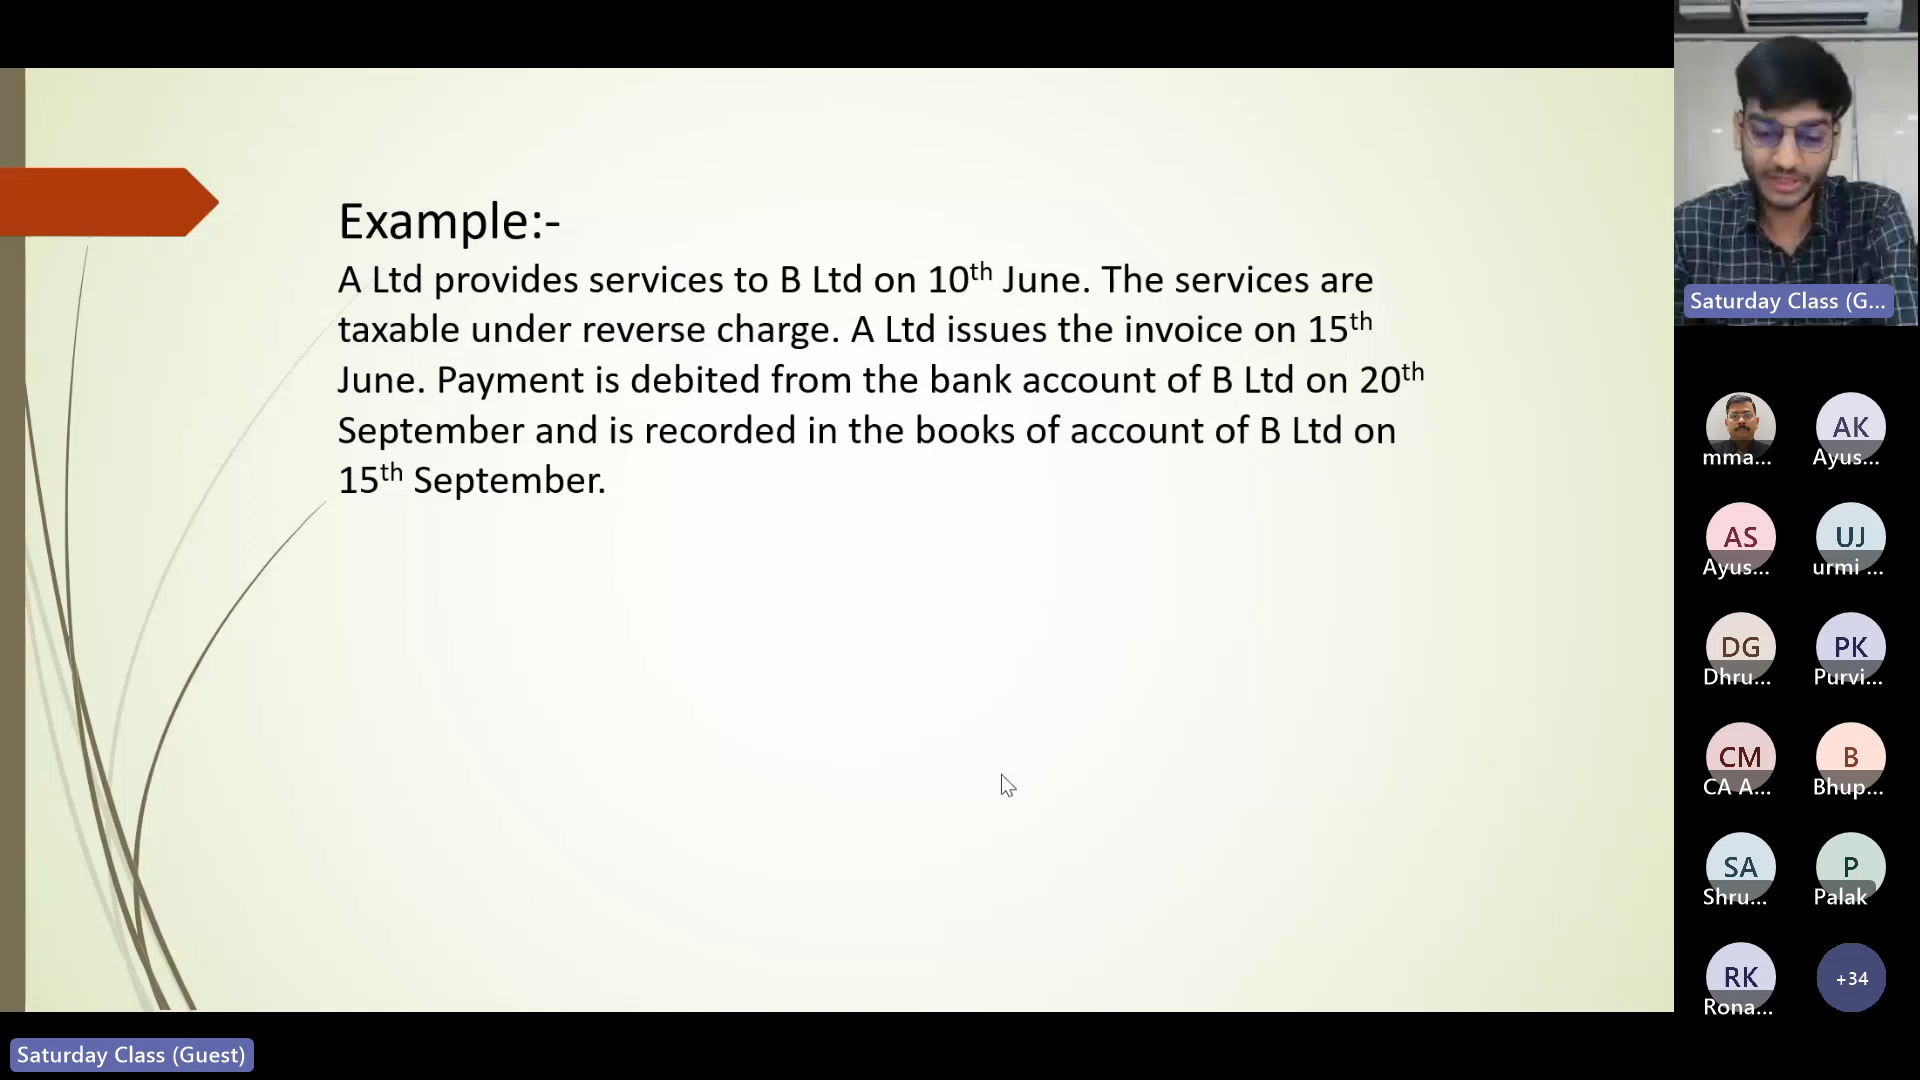 Example:-
A Ltd provides services to B Ltd on 10th June. The services are
taxable under reverse charge. A Ltd issues the invoice on 15th
June. Payment is debited from the bank account of B Ltd on 20th
September and is recorded in the books of account of B Ltd on
15th September.
Saturday Class (G...
mma...
AK
Ayus...
AS
Ayus...
UJ
urmi ...
DG
Dhru...
PK
Purvi...
CM
CA A...
B
Bhup...
SA
Shru...
P
Palak
RK
Rona...
+34
Saturday Class (Guest)